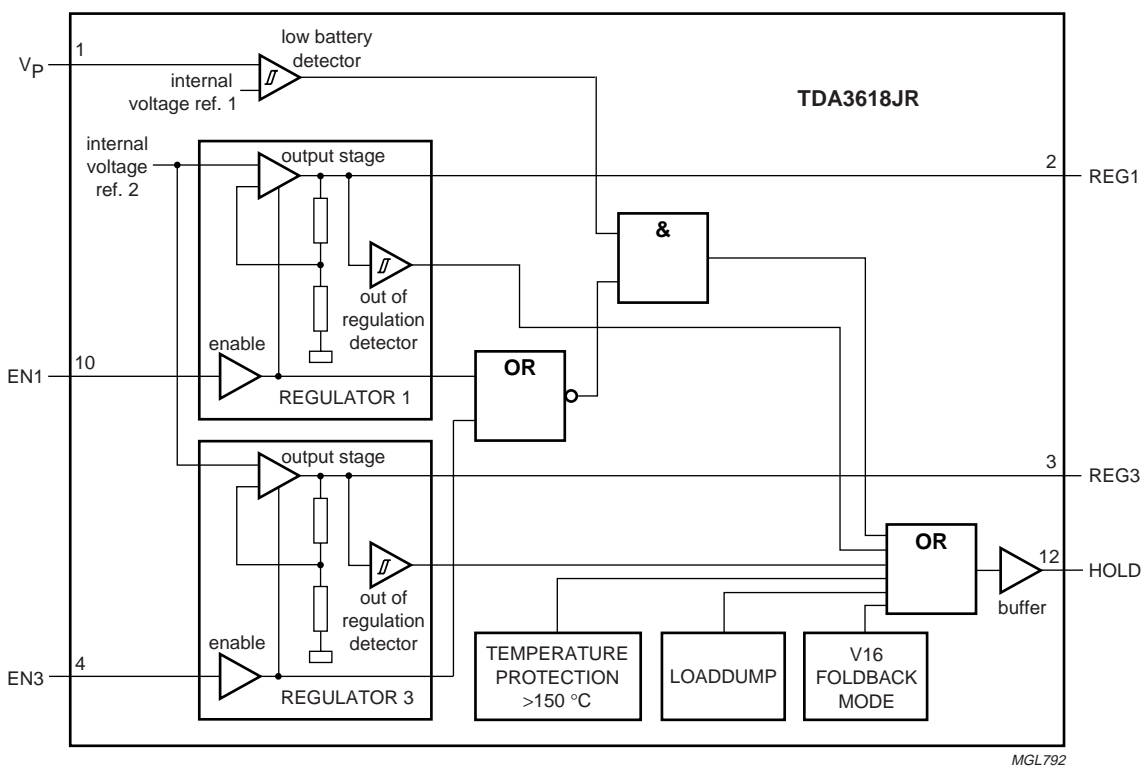 1
low battery
detector
VP
internal
voltage ref. 1
TDA3618JR
internal
voltage
ref. 2
output stage
2
REG1
&
out of
regulation
detector
enable
10
EN1
OR
REGULATOR 1
output stage
3
REG3
OR
12
HOLD
buffer
out of
regulation
detector
enable
4
EN3
REGULATOR 3
TEMPERATURE
PROTECTION
>150 °C
LOADDUMP
V16
FOLDBACK
MODE
MGL792